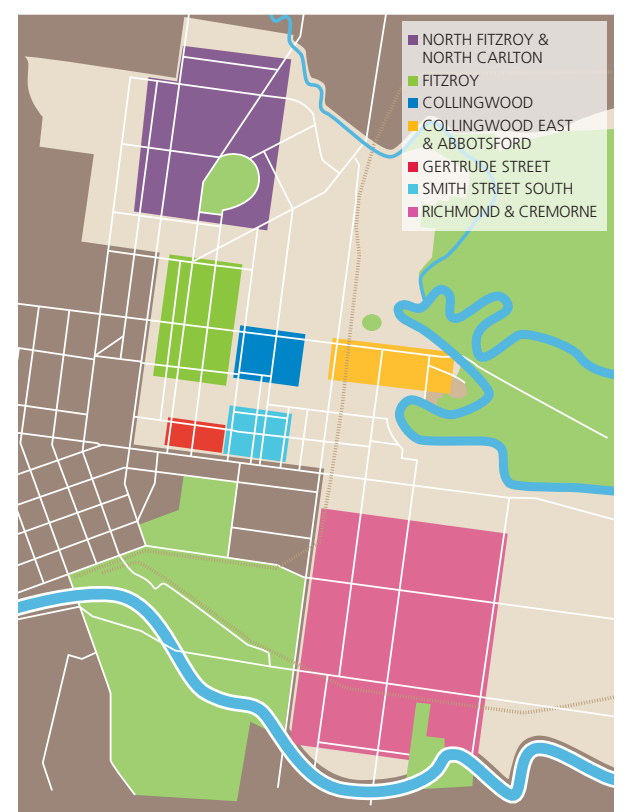 NORTH FITZROY &
NORTH CARLTON
FITZROY
COLLINGWOOD
COLLINGWOOD EAST
& ABBOTSFORD
GERTRUDE STREET
SMITH STREET SOUTH
RICHMOND & CREMORNE